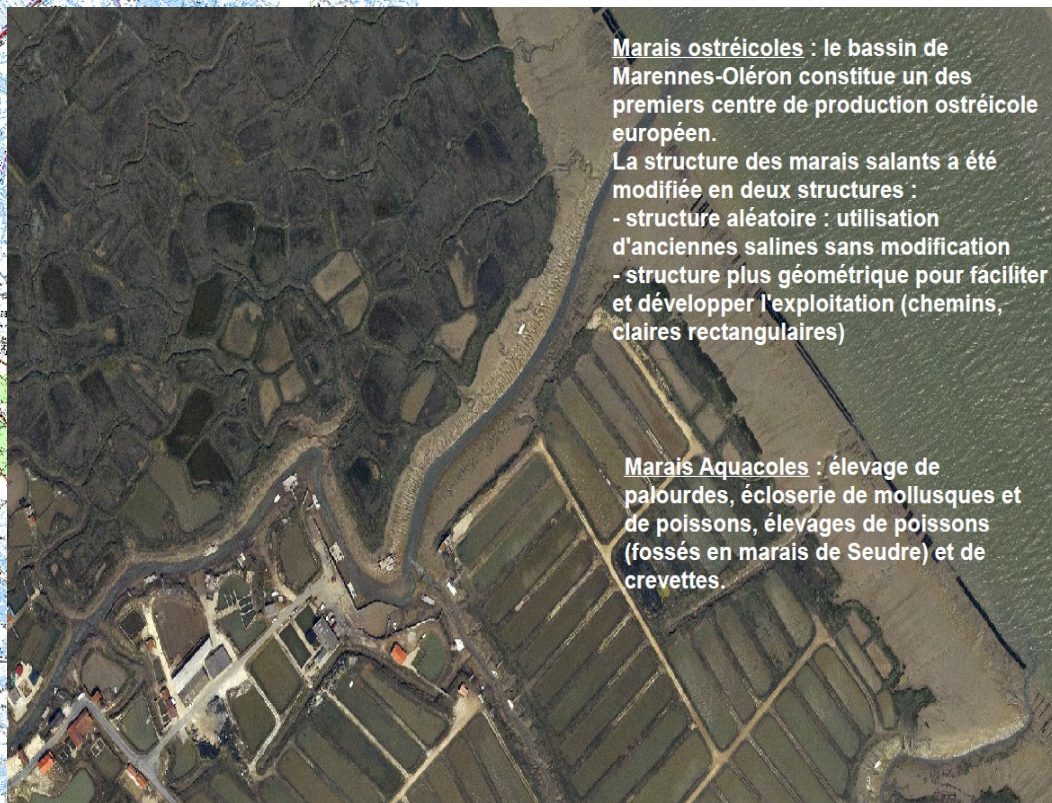 Marais ostréicoles : le bassin de
Marennes-Oléron constitue un des
premiers centre de production ostréicole
européen.
La structure des marais salants a été
modifiée en deux structures :
- structure aléatoire : utilisation
d'anciennes salines sans modification
- structure plus géométrique pour faciliter
et développer l'exploitation (chemins,
claires rectangulaires)
Marais Aquacoles : élevage de
palourdes, écloserie de mollusques et
de poissons, élevages de poissons
(fossés en marais de Seudre) et de
crevettes.